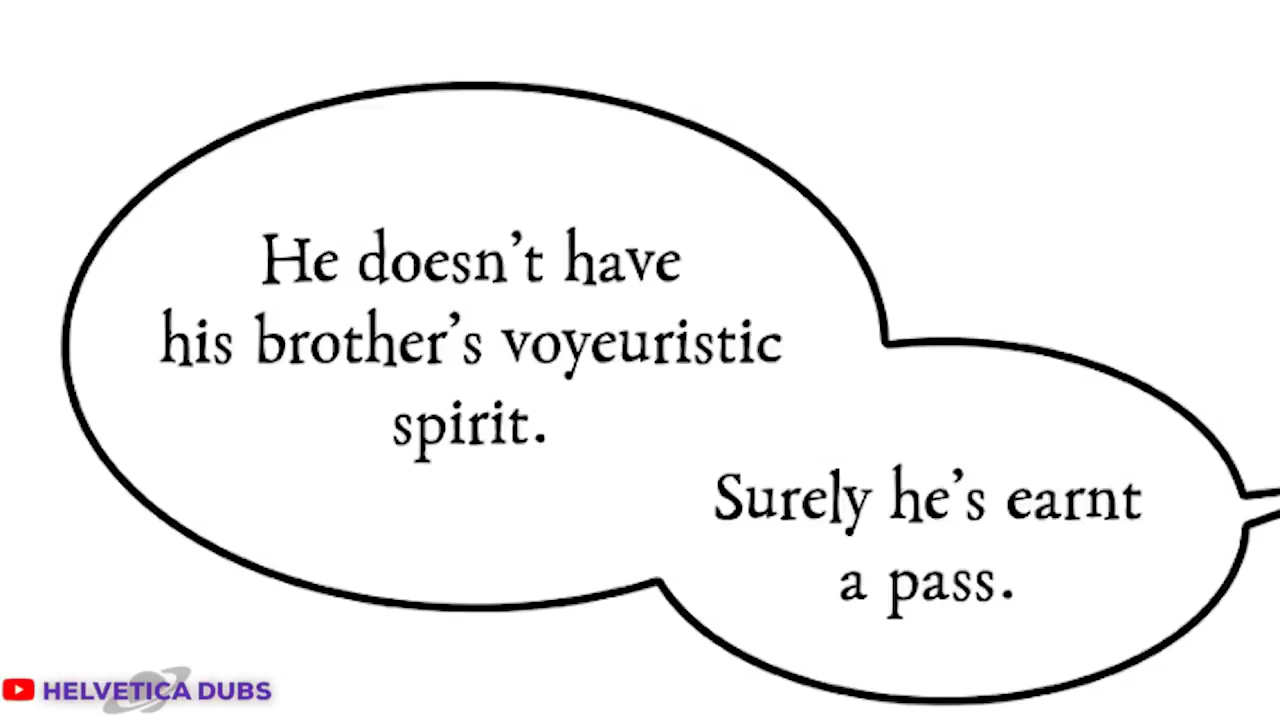 He doesn't have
his brother's voyeuristic
spirit.
Surely he's earnt
a pass.
HELVETICA DUBS